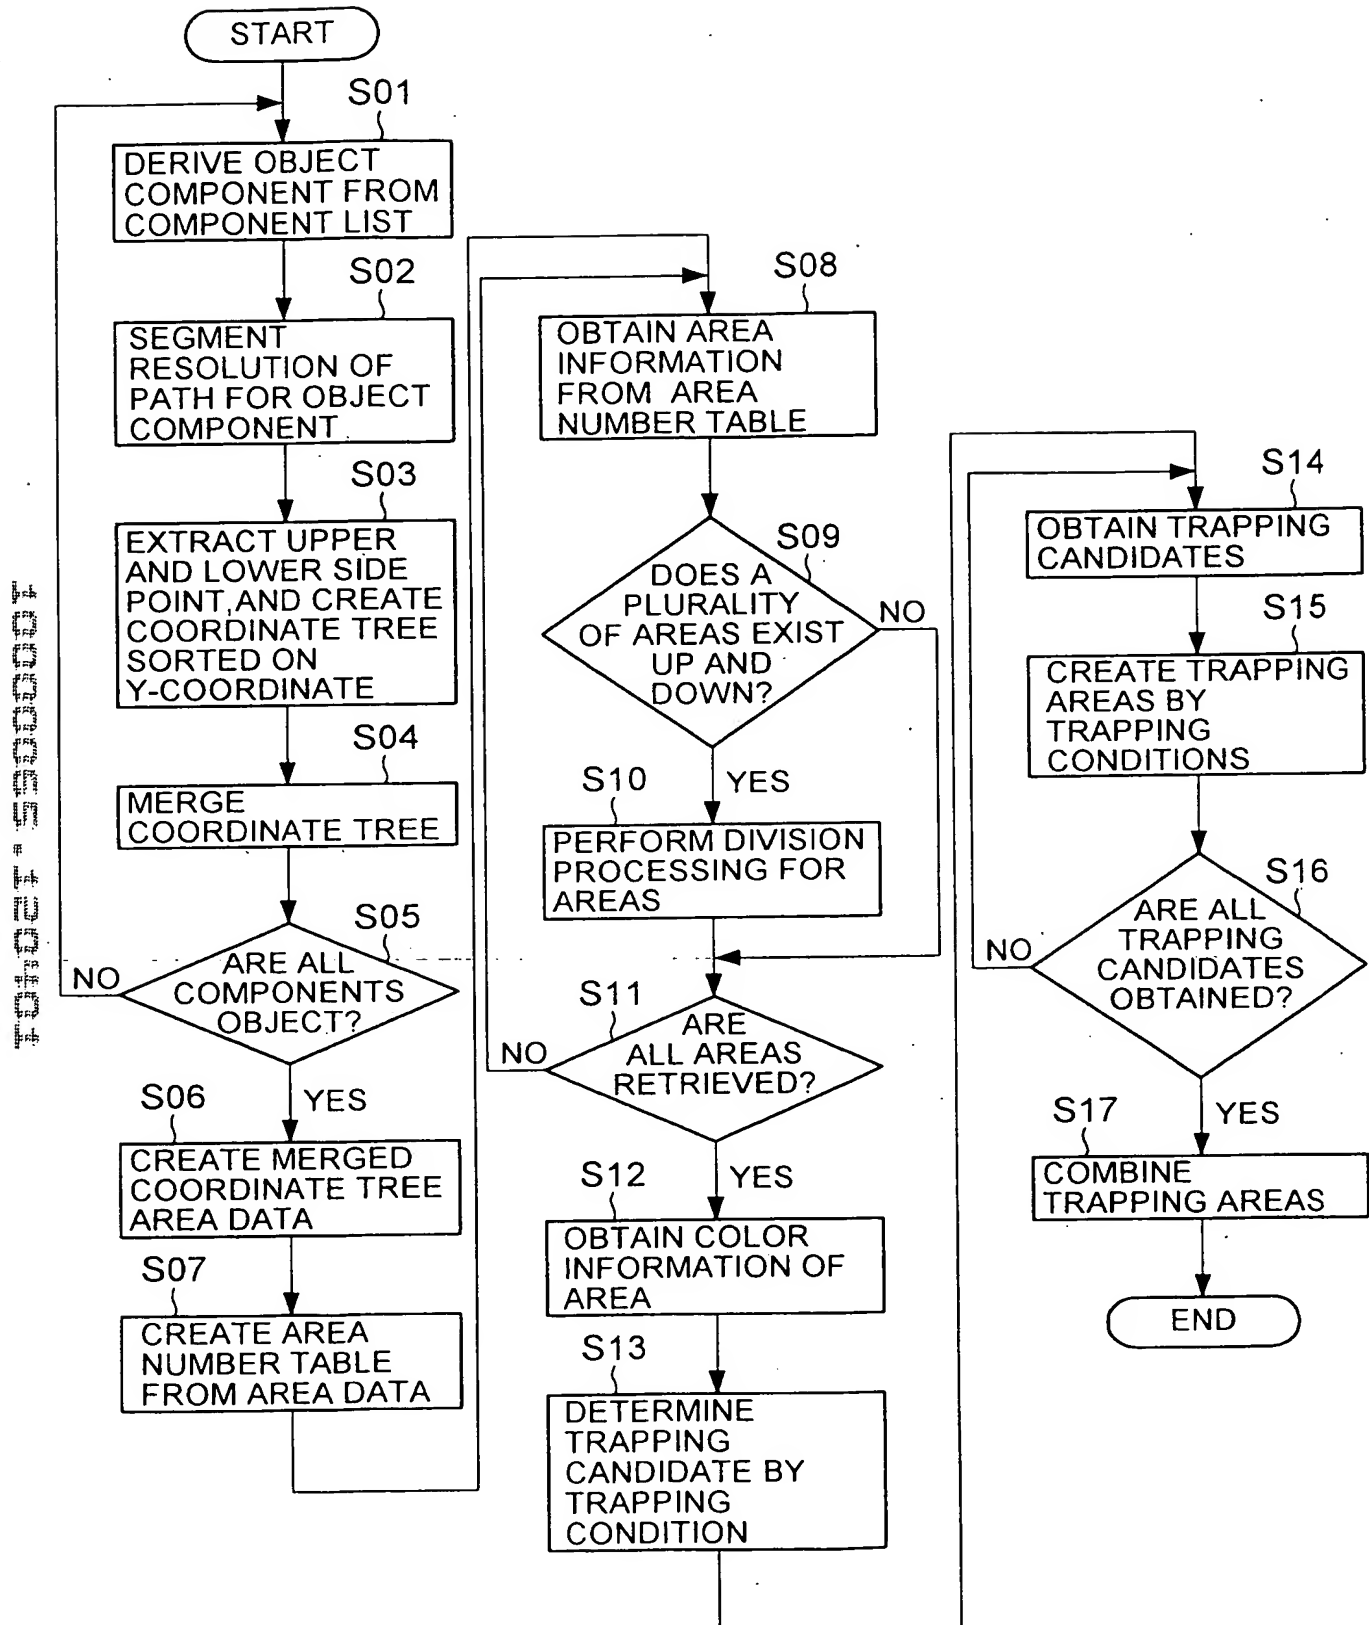 START
S01
DERIVE OBJECT
COMPONENT FROM
COMPONENT LIST
S02
SEGMENT
RESOLUTION OF
PATH FOR OBJECT
COMPONENT
S03
EXTRACT UPPER
AND LOWER SIDE
POINT, AND CREATE
COORDINATE TREE
SORTED ON
Y-COORDINATE
S04
MERGE
COORDINATE TREE
S05
ARE ALL
COMPONENTS
OBJECT?
NO
YES
S06
CREATE MERGED
COORDINATE TREE
AREA DATA
S07
CREATE AREA
NUMBER TABLE
FROM AREA DATA
S08
OBTAIN AREA
INFORMATION
FROM AREA
NUMBER TABLE
S09
DOES A
PLURALITY
OF AREAS EXIST
UP AND
DOWN?
NO
YES
S10
PERFORM DIVISION
PROCESSING FOR
AREAS
S11
ARE
ALL AREAS
RETRIEVED?
NO
YES
S12
OBTAIN COLOR
INFORMATION OF
AREA
S13
DETERMINE
TRAPPING
CANDIDATE BY
TRAPPING
CONDITION
S14
OBTAIN TRAPPING
CANDIDATES
S15
CREATE TRAPPING
AREAS BY
TRAPPING
CONDITIONS
S16
ARE ALL
TRAPPING
CANDIDATES
OBTAINED?
NO
YES
S17
COMBINE
TRAPPING AREAS
END